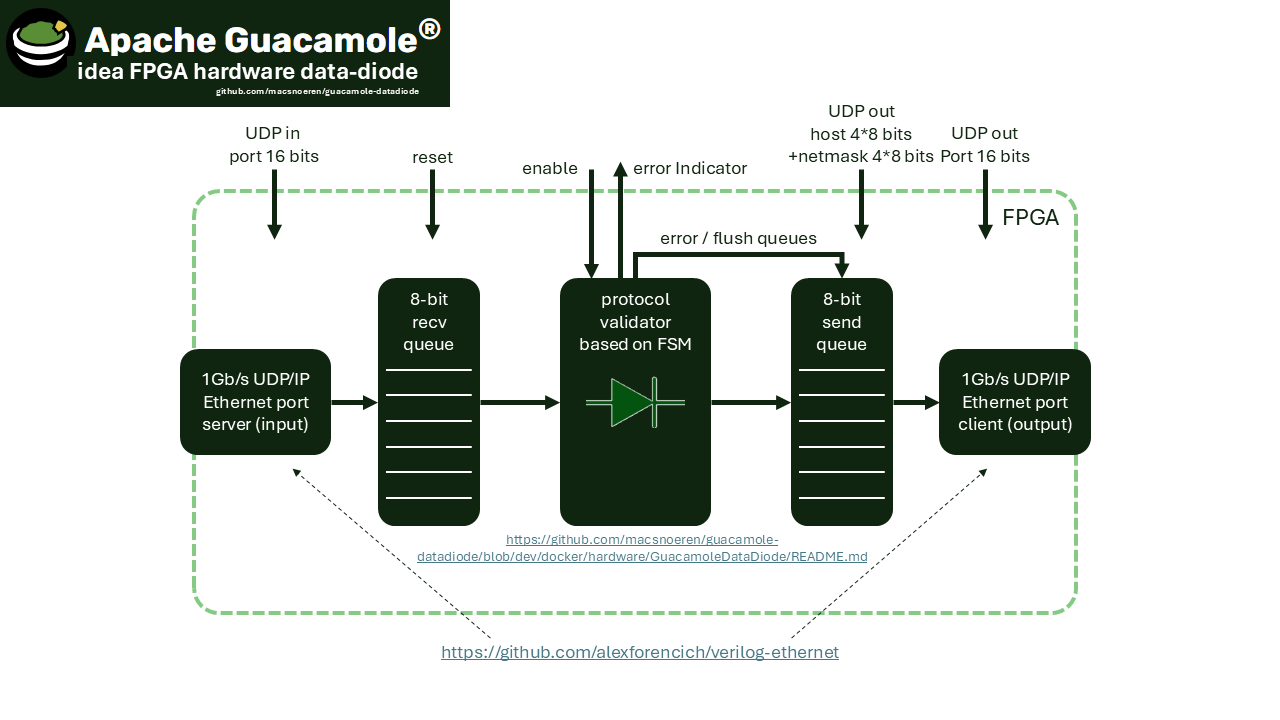 Apache Guacamole®
idea FPGA hardware data-diode
github.com/macsnoeren/guacamole-datadiode
UDP in
port 16 bits
reset
enable
error Indicator
UDP out
host 4*8 bits
+netmask 4*8 bits
UDP out
Port 16 bits
FPGA
error / flush queues
1Gb/s UDP/IP
Ethernet port
server (input)
8-bit
recv
queue
protocol
validator
based on FSM
8-bit
send
queue
1Gb/s UDP/IP
Ethernet port
client (output)
https://github.com/macsnoeren/guacamole-
datadiode/blob/dev/docker/hardware/GuacamoleDataDiode/README.md
https://github.com/alexforencich/verilog-ethernet